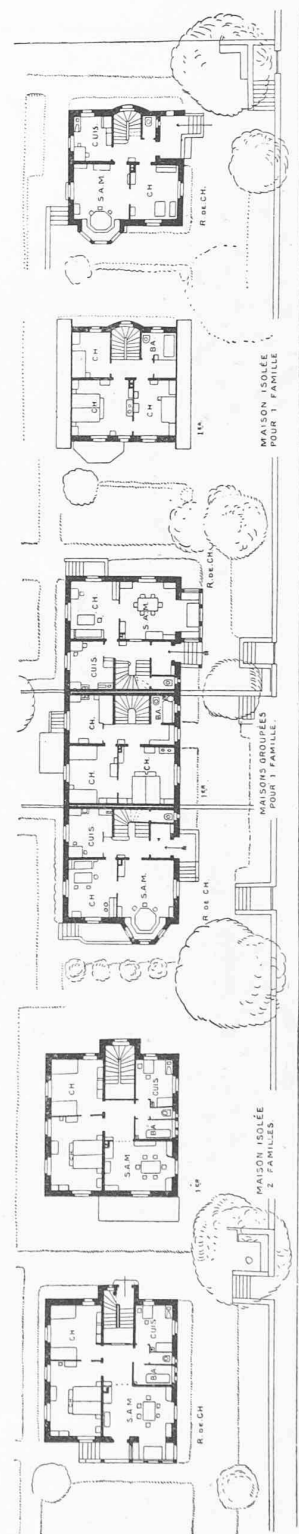 CH
CUIS
BA
S.A.M
R. DE CH
CH
CUIS
BA
S.A.M
1ER
MAISON ISOLÉE
2 FAMILLES
CH
CUIS
S.A.M.
R DE CH.
CH.
CH.
CH.
BA
1ER
CUIS
CH.
S.A.M.
R. DE CH.
MAISONS GROUPÉES
POUR 1 FAMILLE.
CH.
CH.
CH
BA.
1ER
MAISON ISOLÉE
POUR 1 FAMILLE
CUIS.
S.A.M.
CH.
R. DE CH.